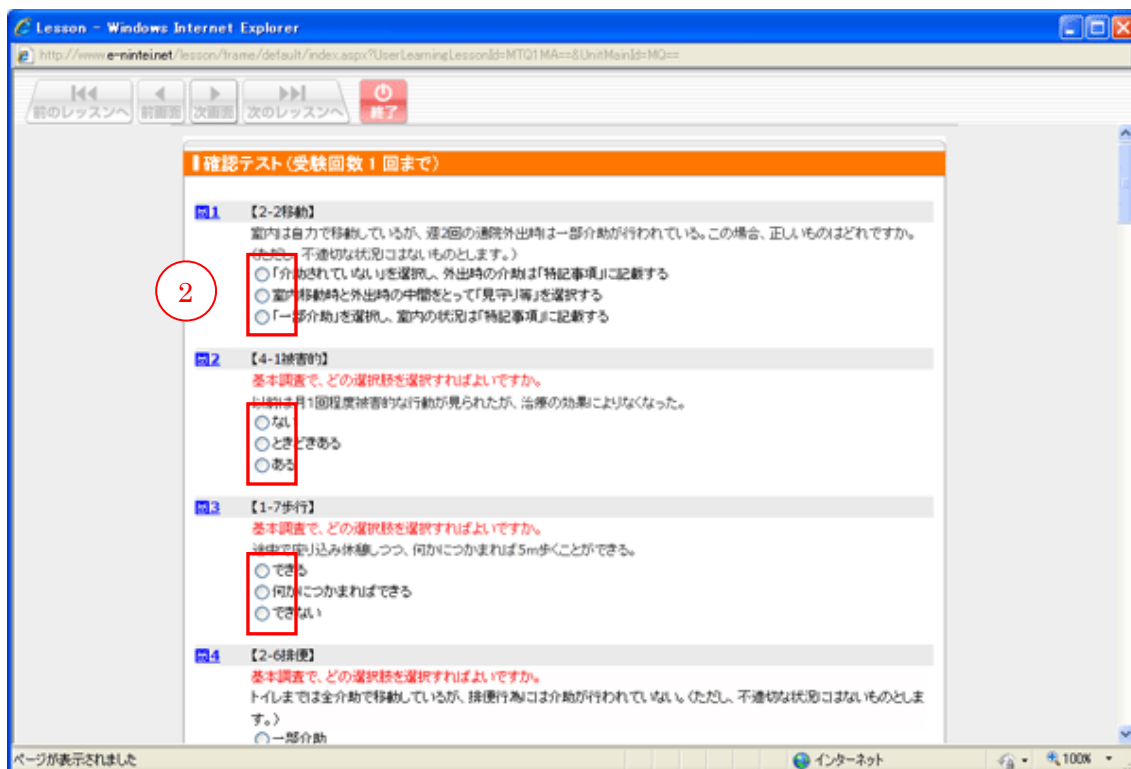 Lesson - Windows Internet Explorer
http://www.e-nintei.net/lesson/frame/default/index.aspx?UserLearningLessonId=MTQ1MA==&UnitMainId=MQ==
前のレッスンへ 前画面 次画面 次のレッスンへ 終了
確認テスト(受験回数1回まで)
問1 【2-2移動】
室内は自力で移動しているが、週2回の通院外出時は一部介助が行われている。この場合、正しいものはどれですか。
(ただし、不適切な状況にはないものとします。)
「介助されていない」を選択し、外出時の介助は「特記事項」に記載する
室内移動時と外出時の中間をとって「見守り等」を選択する
「一部介助」を選択し、室内の状況は「特記事項」に記載する
2
問2 【4-1被害的】
基本調査で、どの選択肢を選択すればよいですか。
以前は月1回程度被害的な行動が見られたが、治療の効果によりなくなった。
ない
ときどきある
ある
問3 【1-7歩行】
基本調査で、どの選択肢を選択すればよいですか。
途中で座り込み休憩しつつ、何かにつかまれば5m歩くことができる。
できる
何かにつかまればできる
できない
問4 【2-6排便】
基本調査で、どの選択肢を選択すればよいですか。
トイレまでは全介助で移動しているが、排便行為には介助が行われていない。(ただし、不適切な状況にはないものとしま
す。)
一部介助
ページが表示されました インターネット 100%